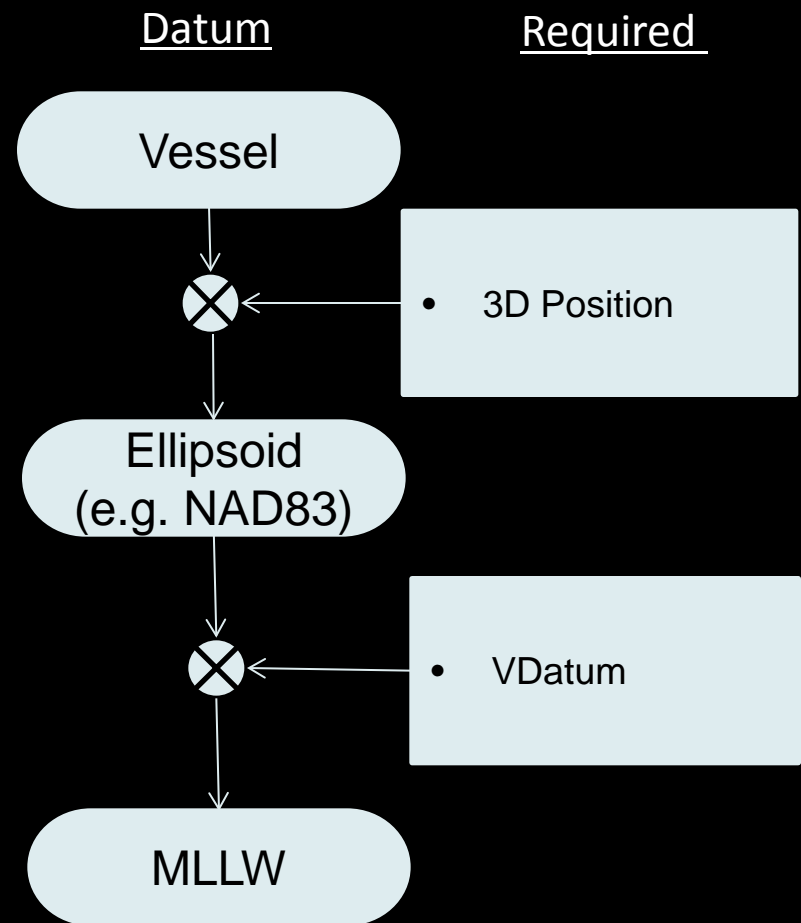 Datum
Required
Vessel
• 3D Position
Ellipsoid
(e.g. NAD83)
• VDatum
MLLW